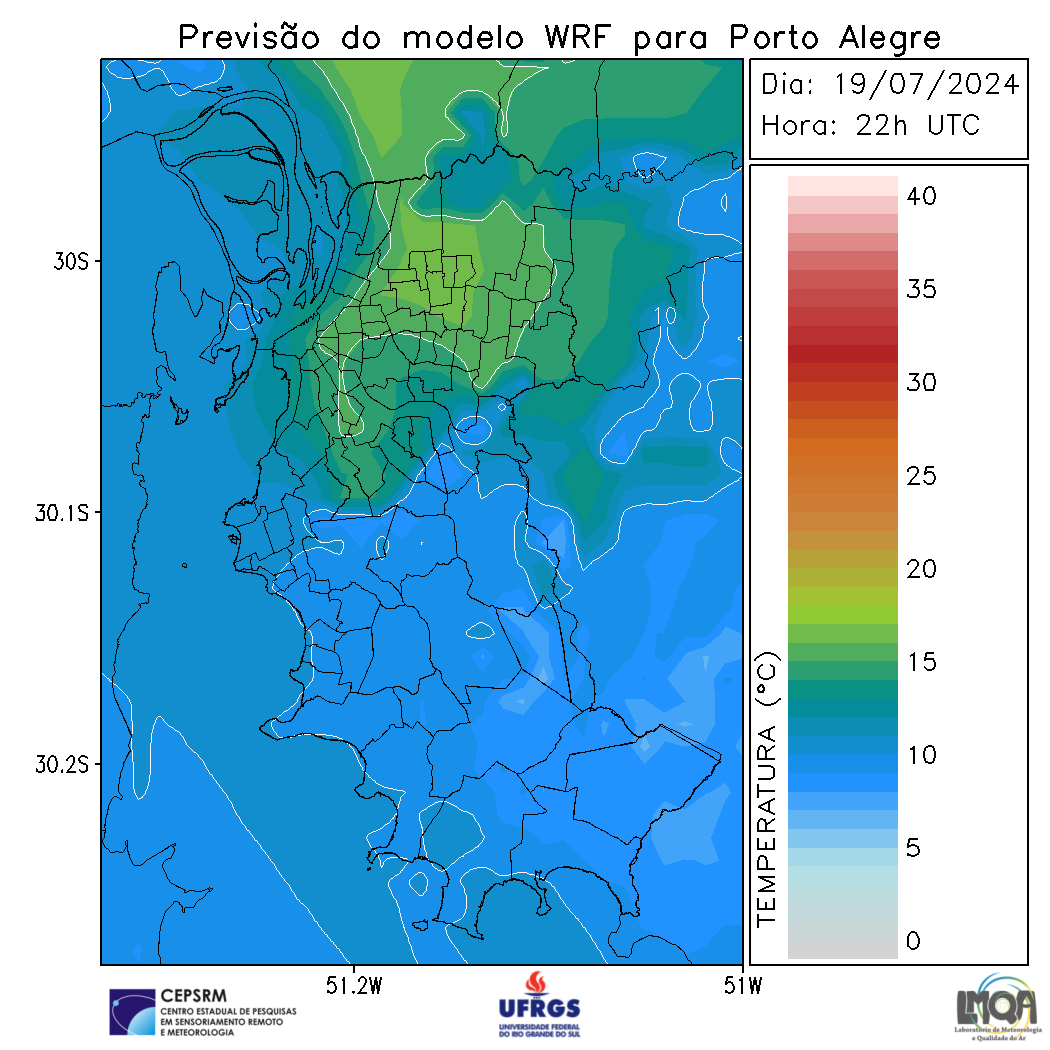 Previsão do modelo WRF para Porto Alegre
Dia: 19/07/2024
Hora: 22h UTC
40
35
30
25
20
15
10
5
0
TEMPERATURA (°C)
30S
30.1S
30.2S
10
51.2W
51W
CEPSRM
CENTRO ESTADUAL DE PESQUISAS
EM SENSORIAMENTO REMOTO
E METEOROLOGIA
UFRGS
UNIVERSIDADE FEDERAL
DO RIO GRANDE DO SUL
LMQA
Laboratório de Meteorologia
e Qualidade do Ar